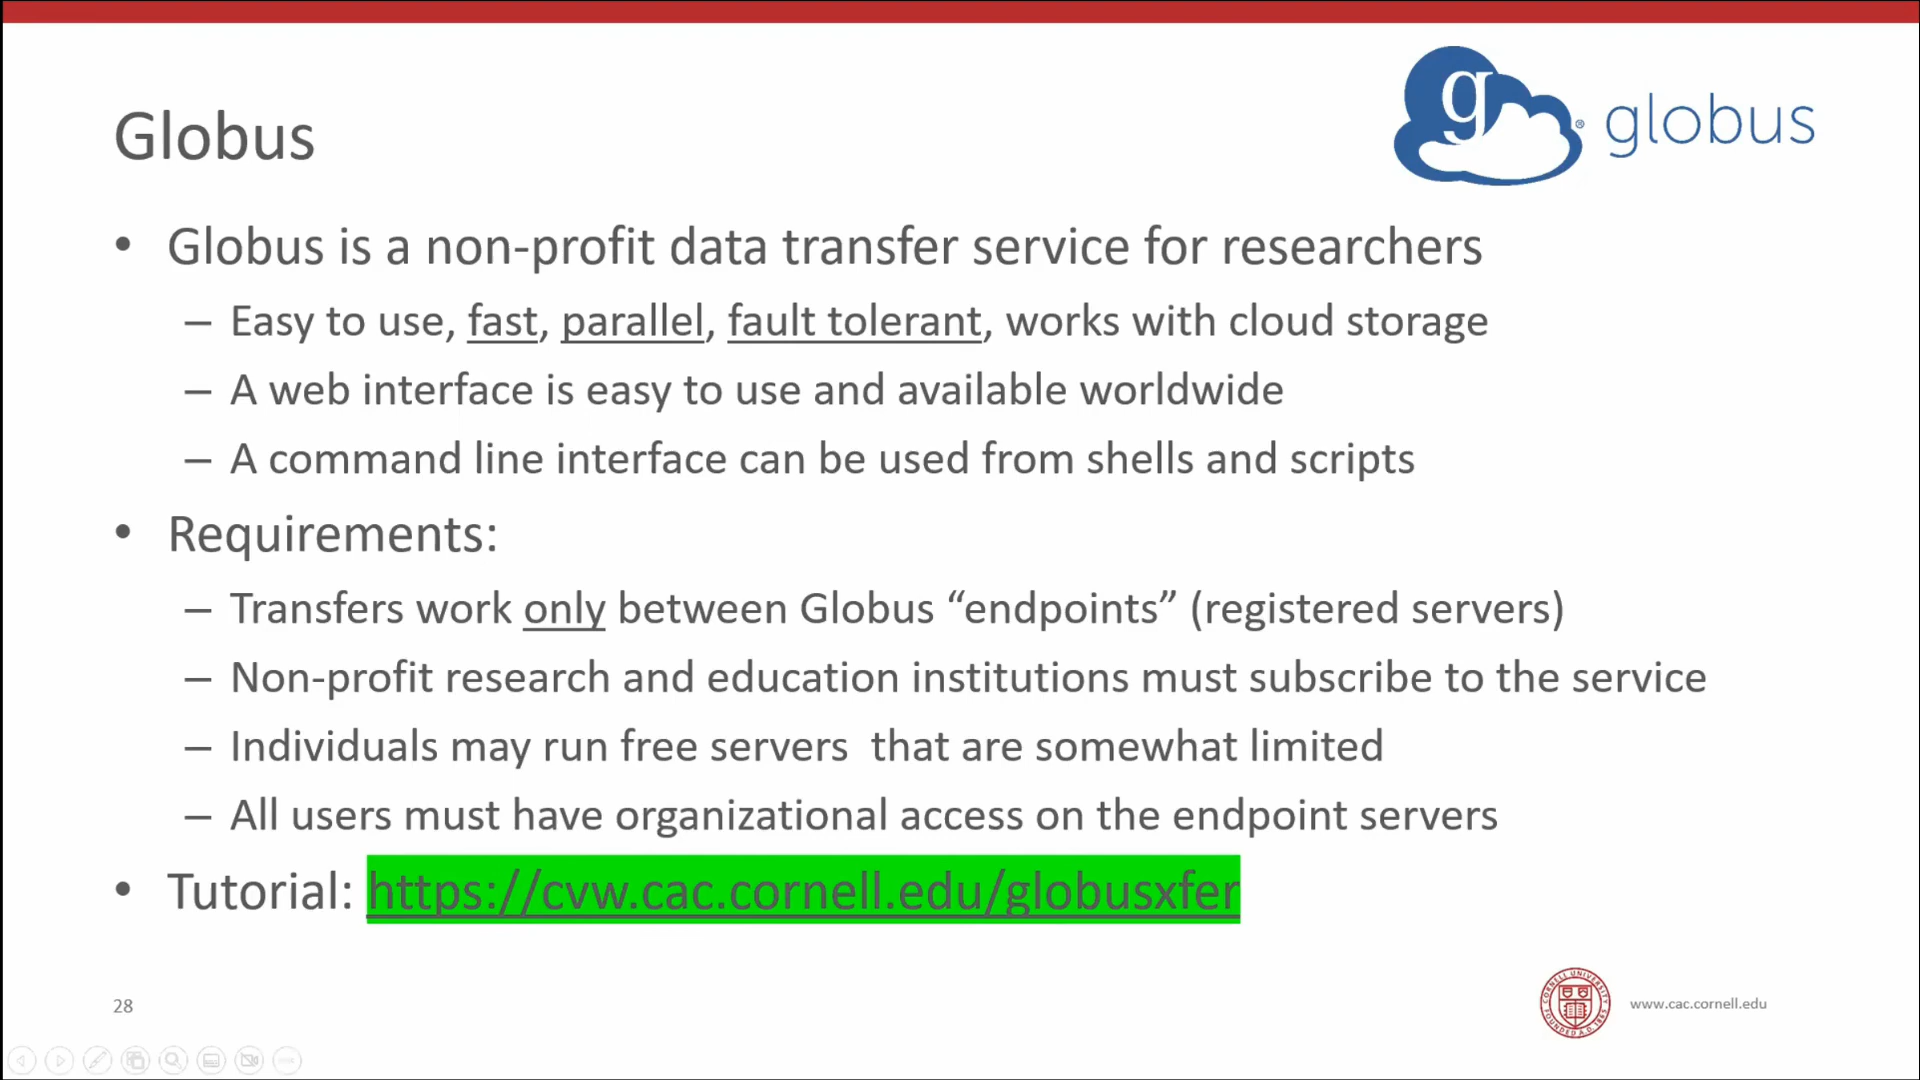 Globus
g® globus
• Globus is a non-profit data transfer service for researchers
– Easy to use, fast, parallel, fault tolerant, works with cloud storage
– A web interface is easy to use and available worldwide
– A command line interface can be used from shells and scripts
• Requirements:
– Transfers work only between Globus “endpoints” (registered servers)
– Non-profit research and education institutions must subscribe to the service
– Individuals may run free servers  that are somewhat limited
– All users must have organizational access on the endpoint servers
• Tutorial: https://cvw.cac.cornell.edu/globusxfer
28
CORNELL UNIVERSITY
FOUNDED A.D. 1865
www.cac.cornell.edu